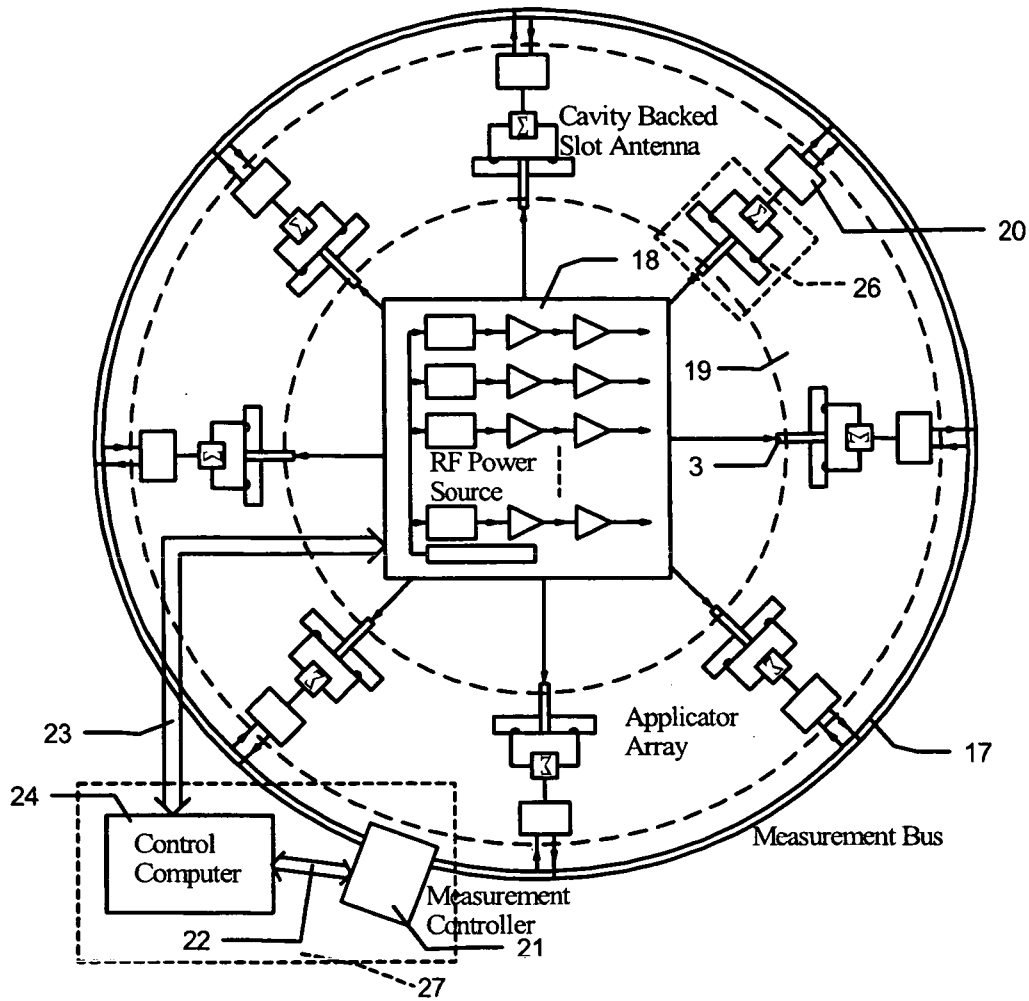 Σ
Cavity Backed
Slot Antenna
Σ
Σ
20
18
26
19
RF Power
Source
Σ
Σ
3
Σ
Σ
Applicator
Array
Σ
23
17
24
Control
Computer
Measurement Bus
Measurement
Controller
22
21
27